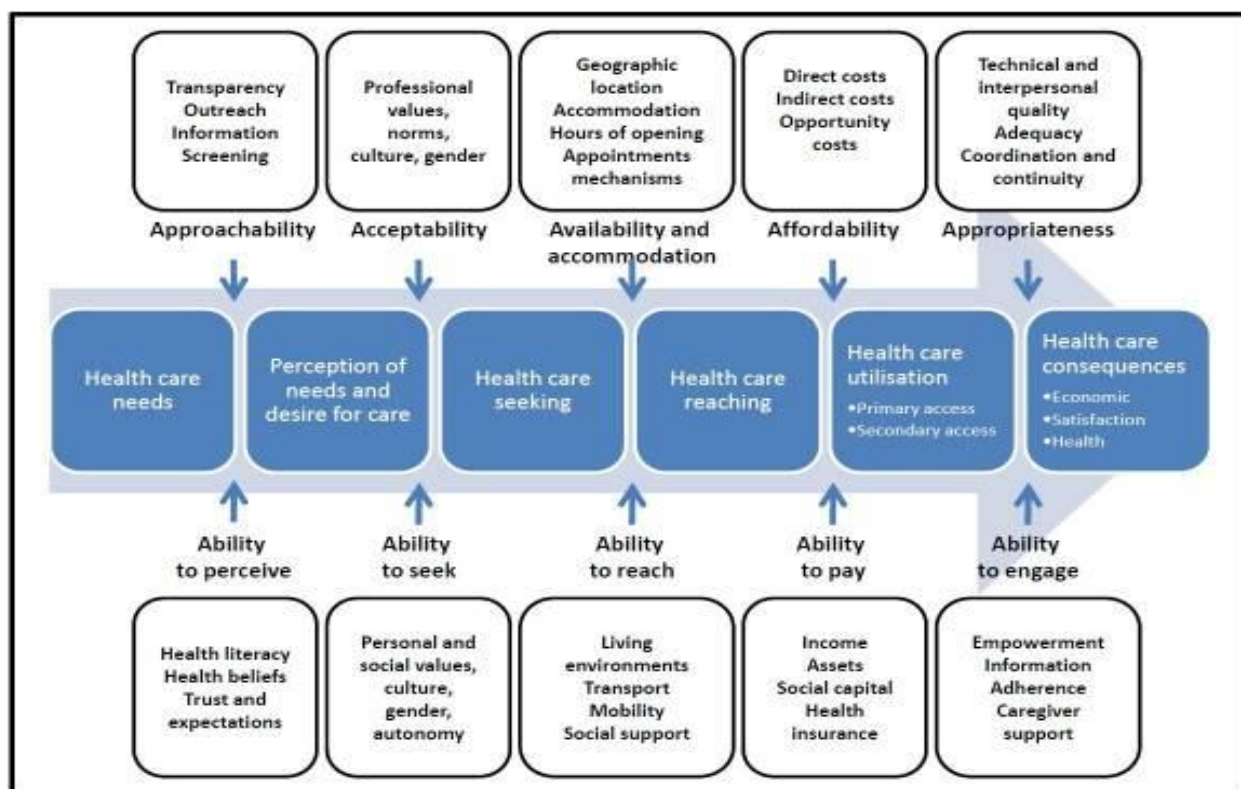 Transparency
Outreach
Information
Screening
Professional
values,
norms,
culture, gender
Geographic
location
Accommodation
Hours of opening
Appointments
mechanisms
Direct costs
Indirect costs
Opportunity
costs
Technical and
interpersonal
quality
Adequacy
Coordination and
continuity
Approachability
Acceptability
Availability and
accommodation
Affordability
Appropriateness
Health care
needs
Perception of
needs and
desire for care
Health care
seeking
Health care
reaching
Health care
utilisation
•Primary access
•Secondary access
Health care
consequences
•Economic
•Satisfaction
•Health
Ability
to perceive
Ability
to seek
Ability
to reach
Ability
to pay
Ability
to engage
Health literacy
Health beliefs
Trust and
expectations
Personal and
social values,
culture,
gender,
autonomy
Living
environments
Transport
Mobility
Social support
Income
Assets
Social capital
Health
insurance
Empowerment
Information
Adherence
Caregiver
support